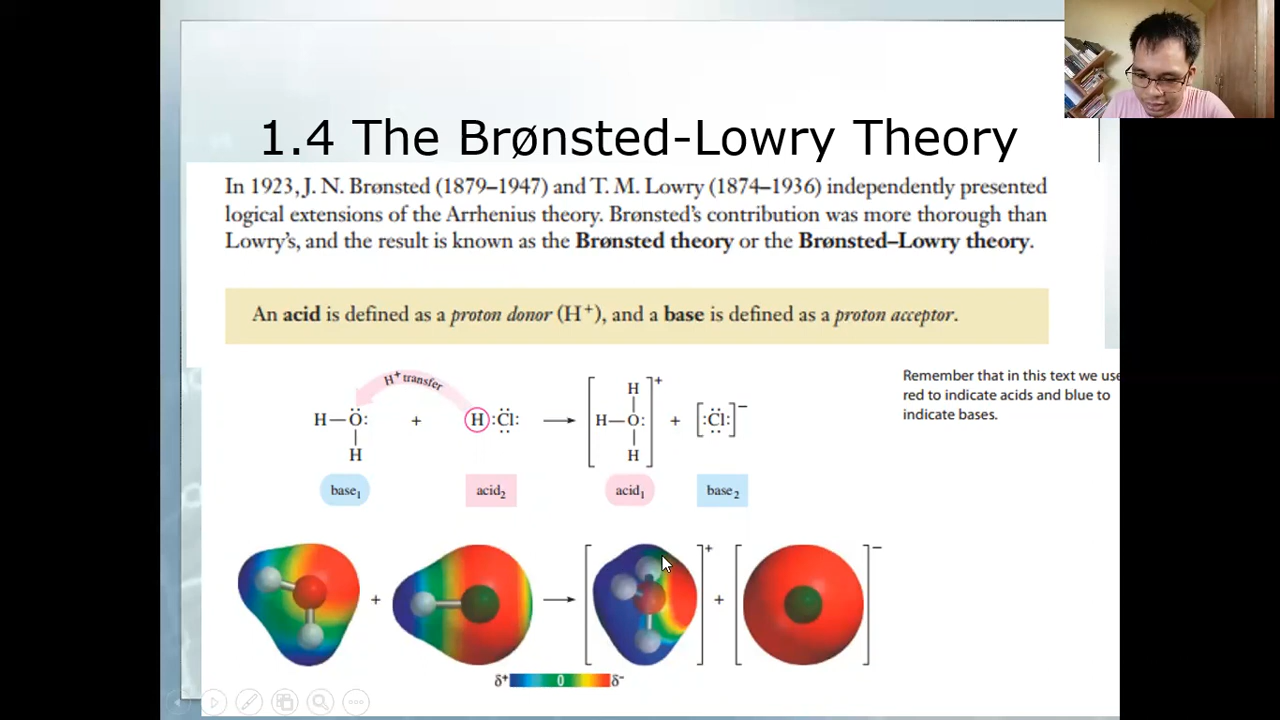 1.4 The Brønsted-Lowry Theory
In 1923, J. N. Brønsted (1879–1947) and T. M. Lowry (1874–1936) independently presented
logical extensions of the Arrhenius theory. Brønsted’s contribution was more thorough than
Lowry’s, and the result is known as the Brønsted theory or the Brønsted–Lowry theory.
An acid is defined as a proton donor (H⁺), and a base is defined as a proton acceptor.
H⁺ transfer
Remember that in this text we use
red to indicate acids and blue to
indicate bases.
H
H—Ö: + H:Cl: → H—O: + :Cl: −
H H
base₁ acid₂ acid₁ base₂
+ → + + −
δ⁺ 0 δ⁻